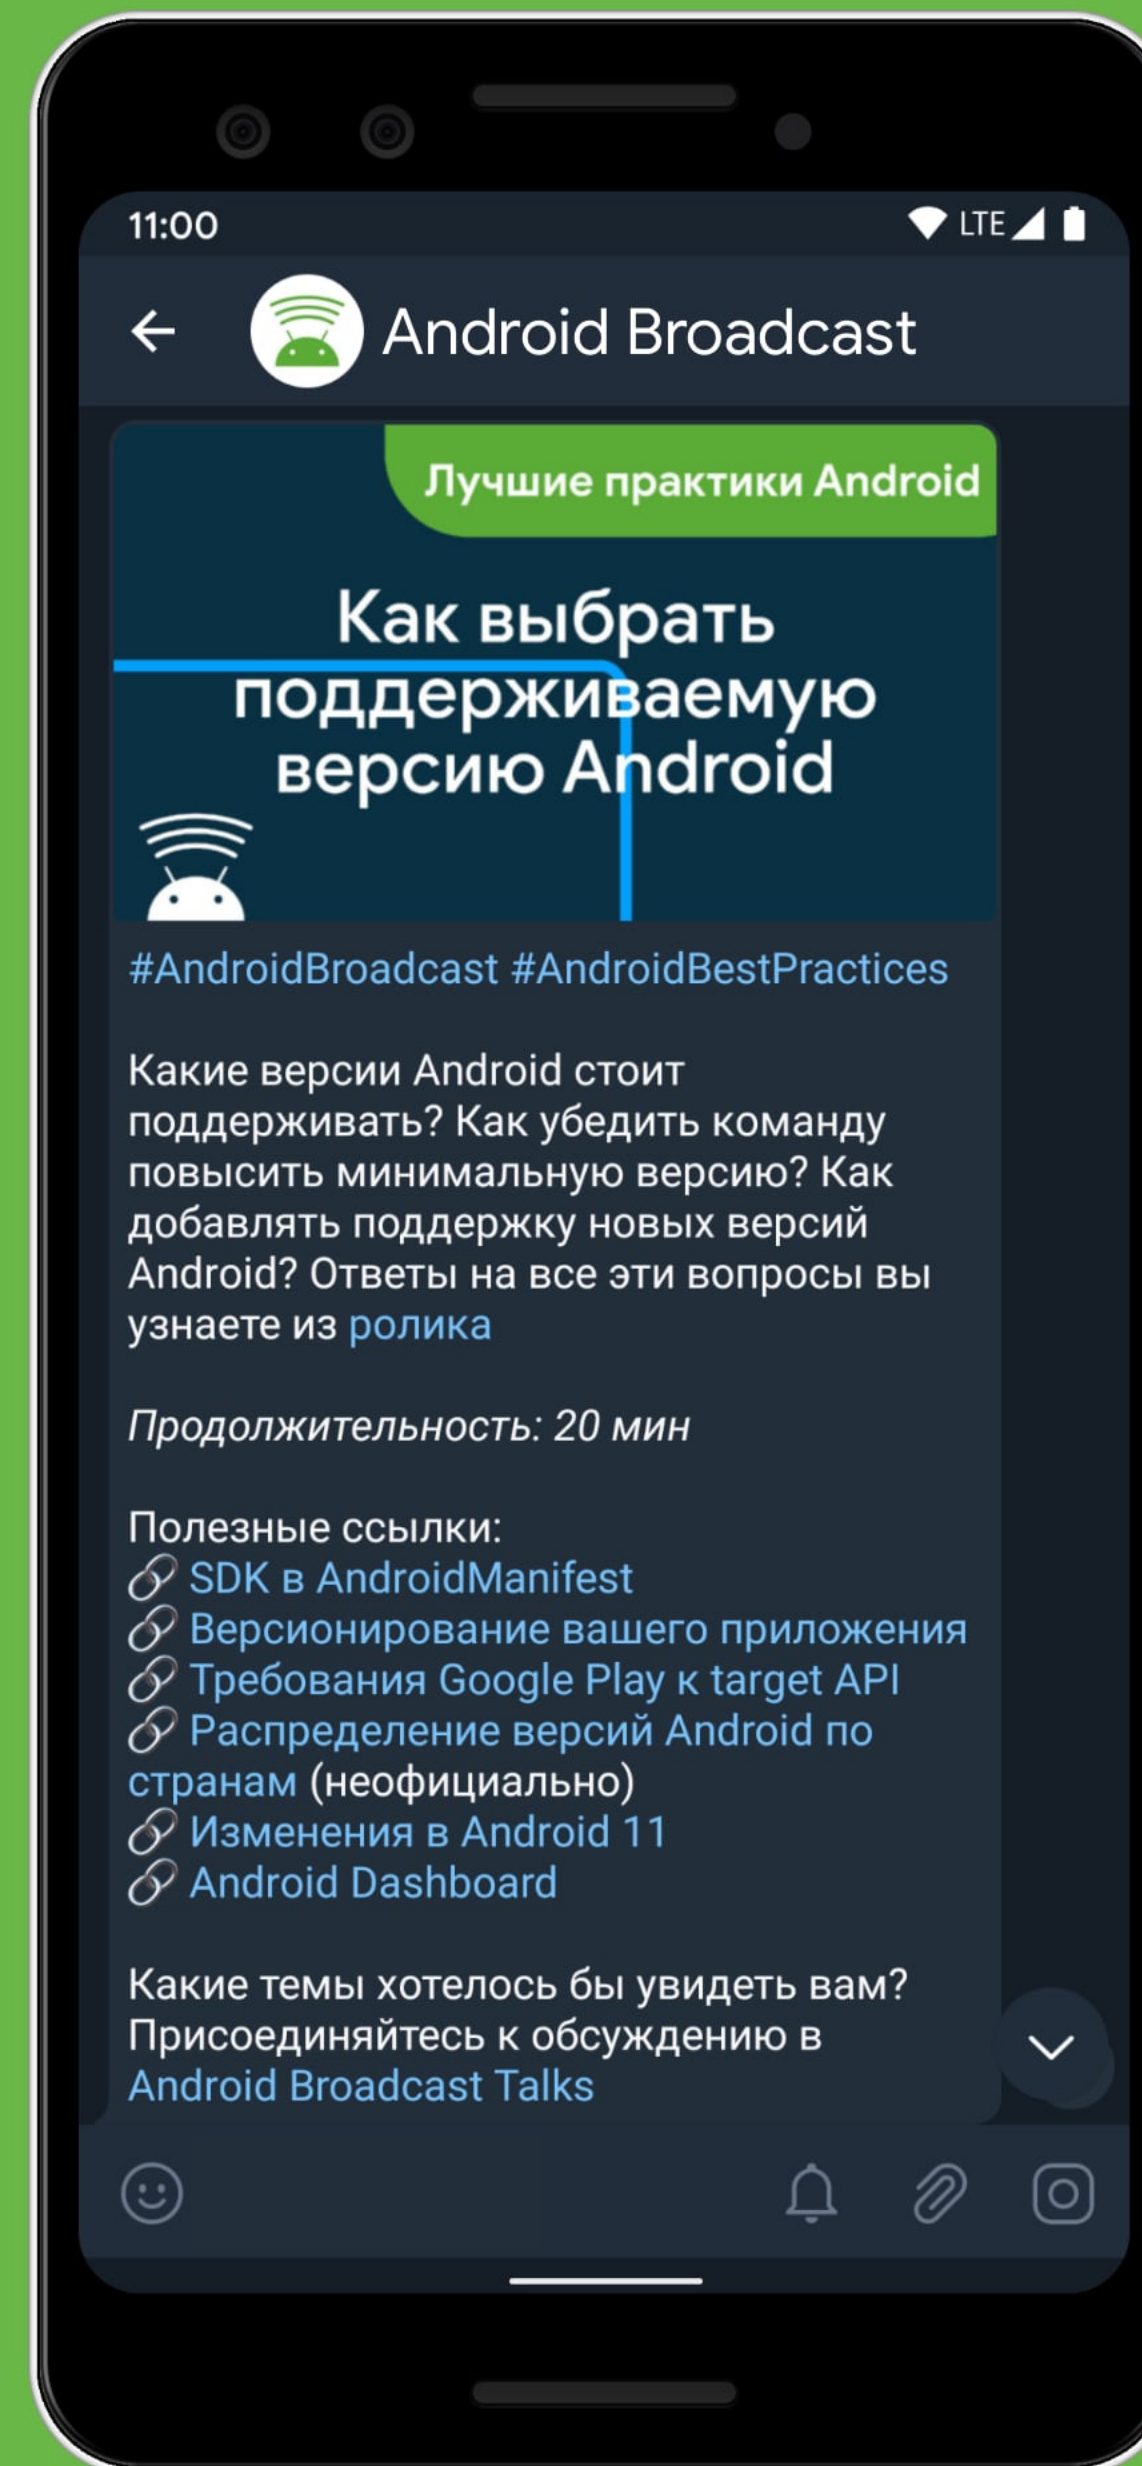 11:00
LTE
Android Broadcast
Лучшие практики Android
Как выбрать
поддерживаемую
версию Android
#AndroidBroadcast #AndroidBestPractices
Какие версии Android стоит
поддерживать? Как убедить команду
повысить минимальную версию? Как
добавлять поддержку новых версий
Android? Ответы на все эти вопросы вы
узнаете из ролика
Продолжительность: 20 мин
Полезные ссылки:
🔗 SDK в AndroidManifest
🔗 Версионирование вашего приложения
🔗 Требования Google Play к target API
🔗 Распределение версий Android по
странам (неофициально)
🔗 Изменения в Android 11
🔗 Android Dashboard
Какие темы хотелось бы увидеть вам?
Присоединяйтесь к обсуждению в
Android Broadcast Talks